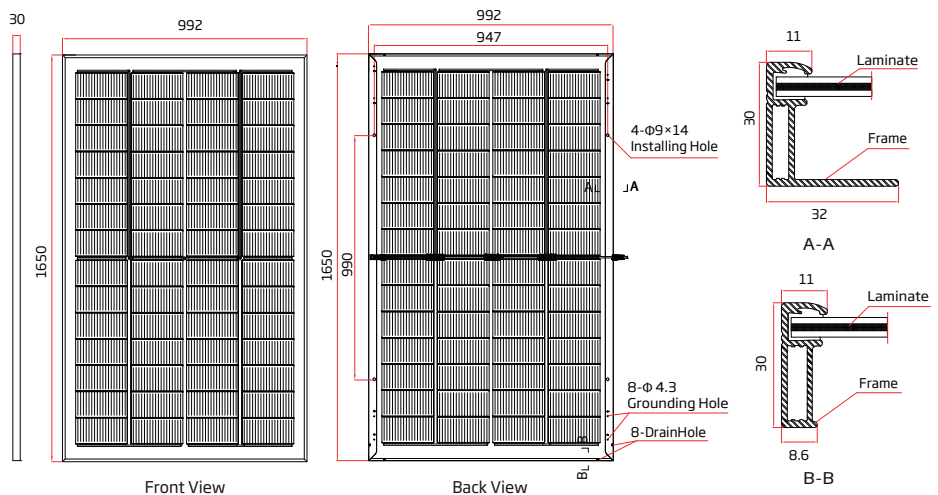 30
992
1650
Front View
992
947
1650
990
4-Φ9×14
Installing Hole
A
A
8-Φ 4.3
Grounding Hole
8-DrainHole
B
B
Back View
11
Laminate
30
Frame
32
A-A
11
Laminate
30
Frame
8.6
B-B